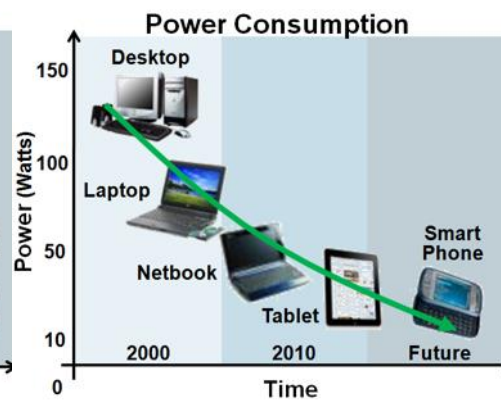 Power Consumption
150
Desktop
100
Laptop
Power (Watts)
50
Netbook
Smart
Phone
Tablet
10
2000
2010
Future
0
Time